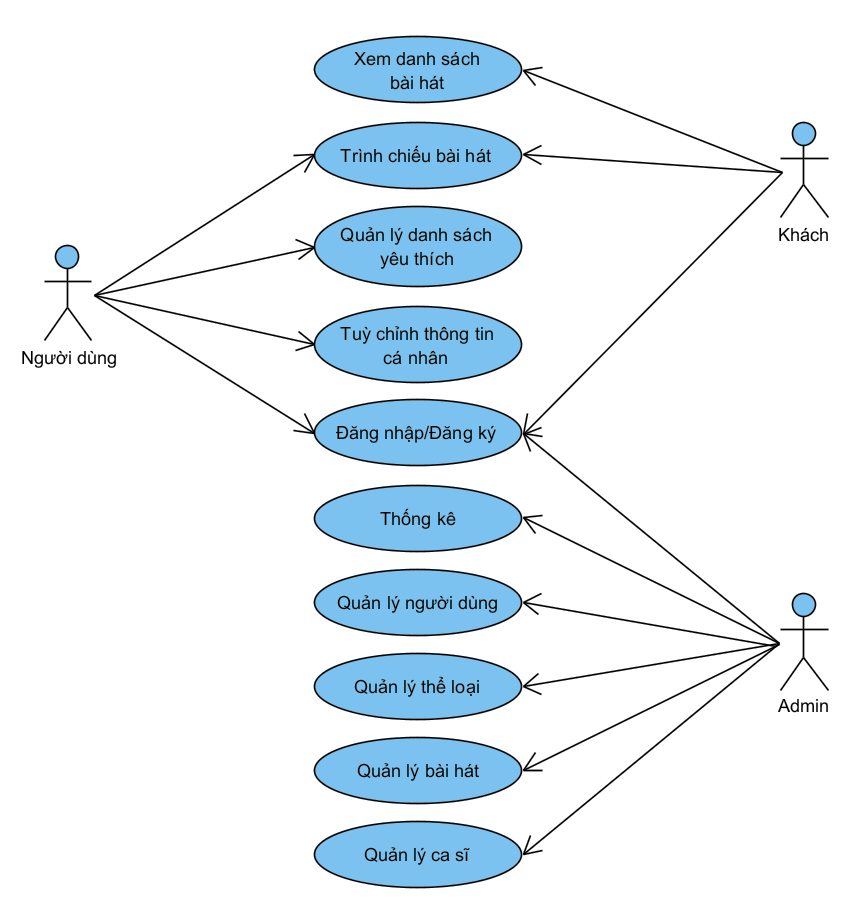 Xem danh sách
bài hát
Trình chiếu bài hát
Quản lý danh sách
yêu thích
Tuỳ chỉnh thông tin
cá nhân
Đăng nhập/Đăng ký
Thống kê
Quản lý người dùng
Quản lý thể loại
Quản lý bài hát
Quản lý ca sĩ
Người dùng
Khách
Admin